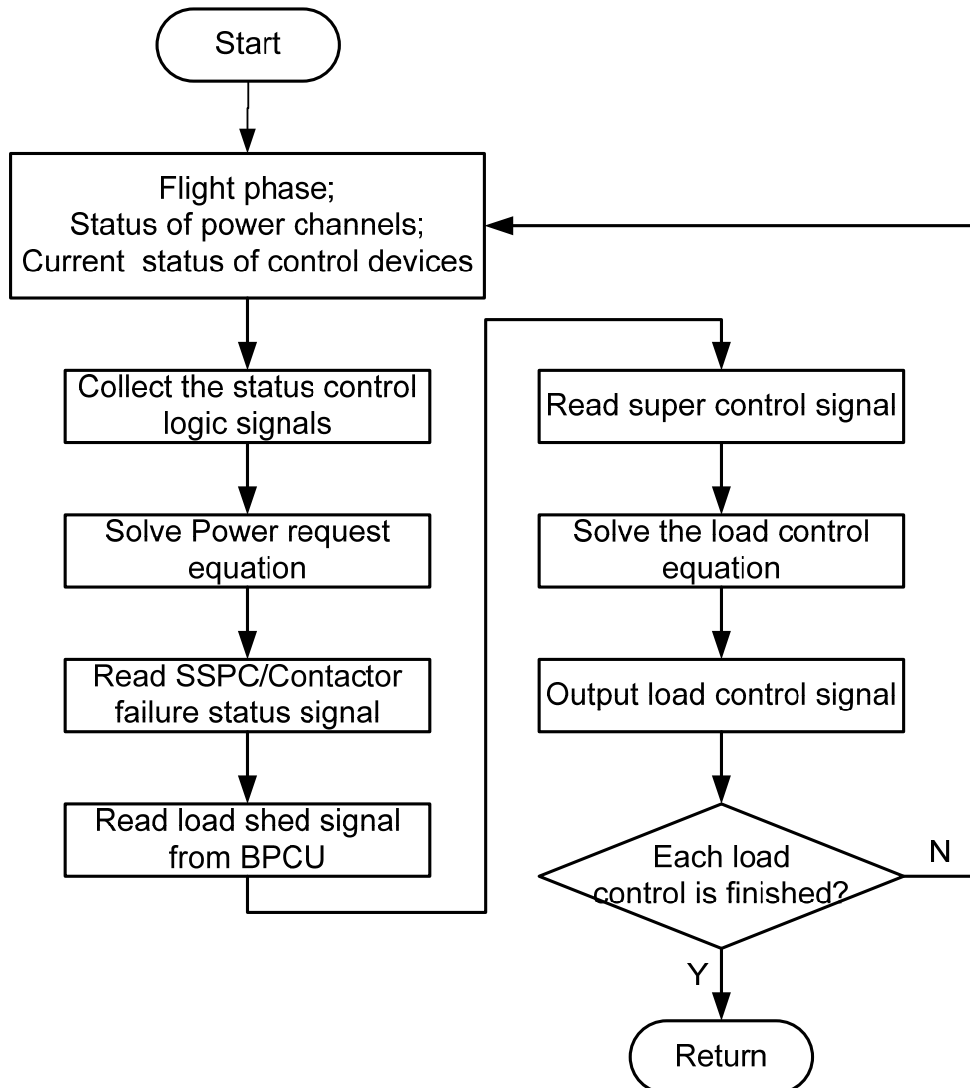 Start
Flight phase;
Status of power channels;
Current  status of control devices
Collect the status control
logic signals
Solve Power request
equation
Read SSPC/Contactor
failure status signal
Read load shed signal
from BPCU
Read super control signal
Solve the load control
equation
Output load control signal
Each load
control is finished?
N
Y
Return